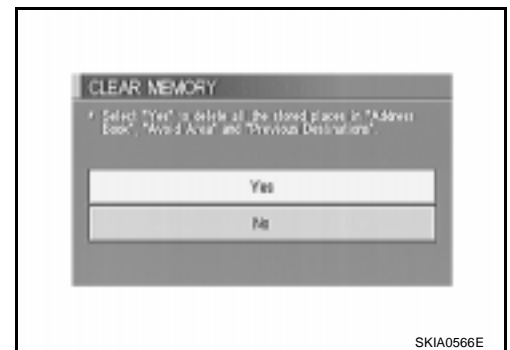 CLEAR MEMORY
* Select "Yes" to delete all the stored places in "Address
Book", "Avoid Area" and "Previous Destinations".
Yes
No
SKIA0566E